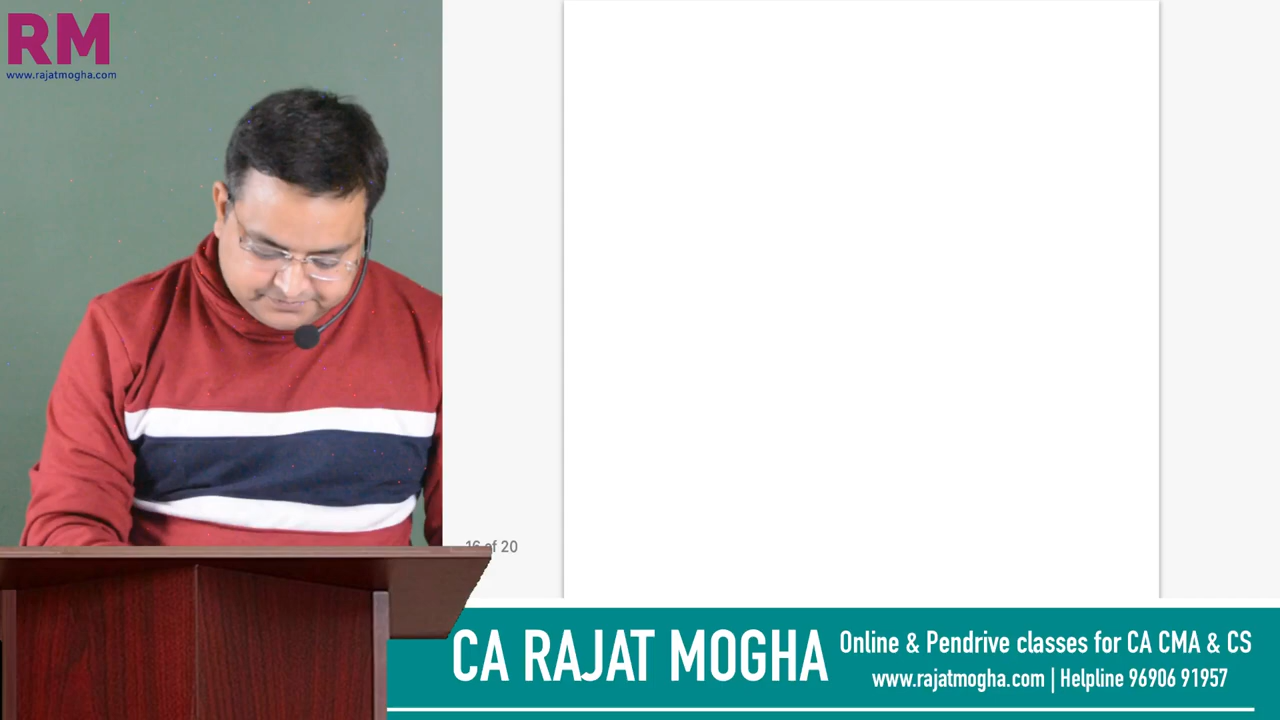 RM
www.rajatmogha.com
16 of 20
CA RAJAT MOGHA
Online & Pendrive classes for CA CMA & CS
www.rajatmogha.com | Helpline 96906 91957